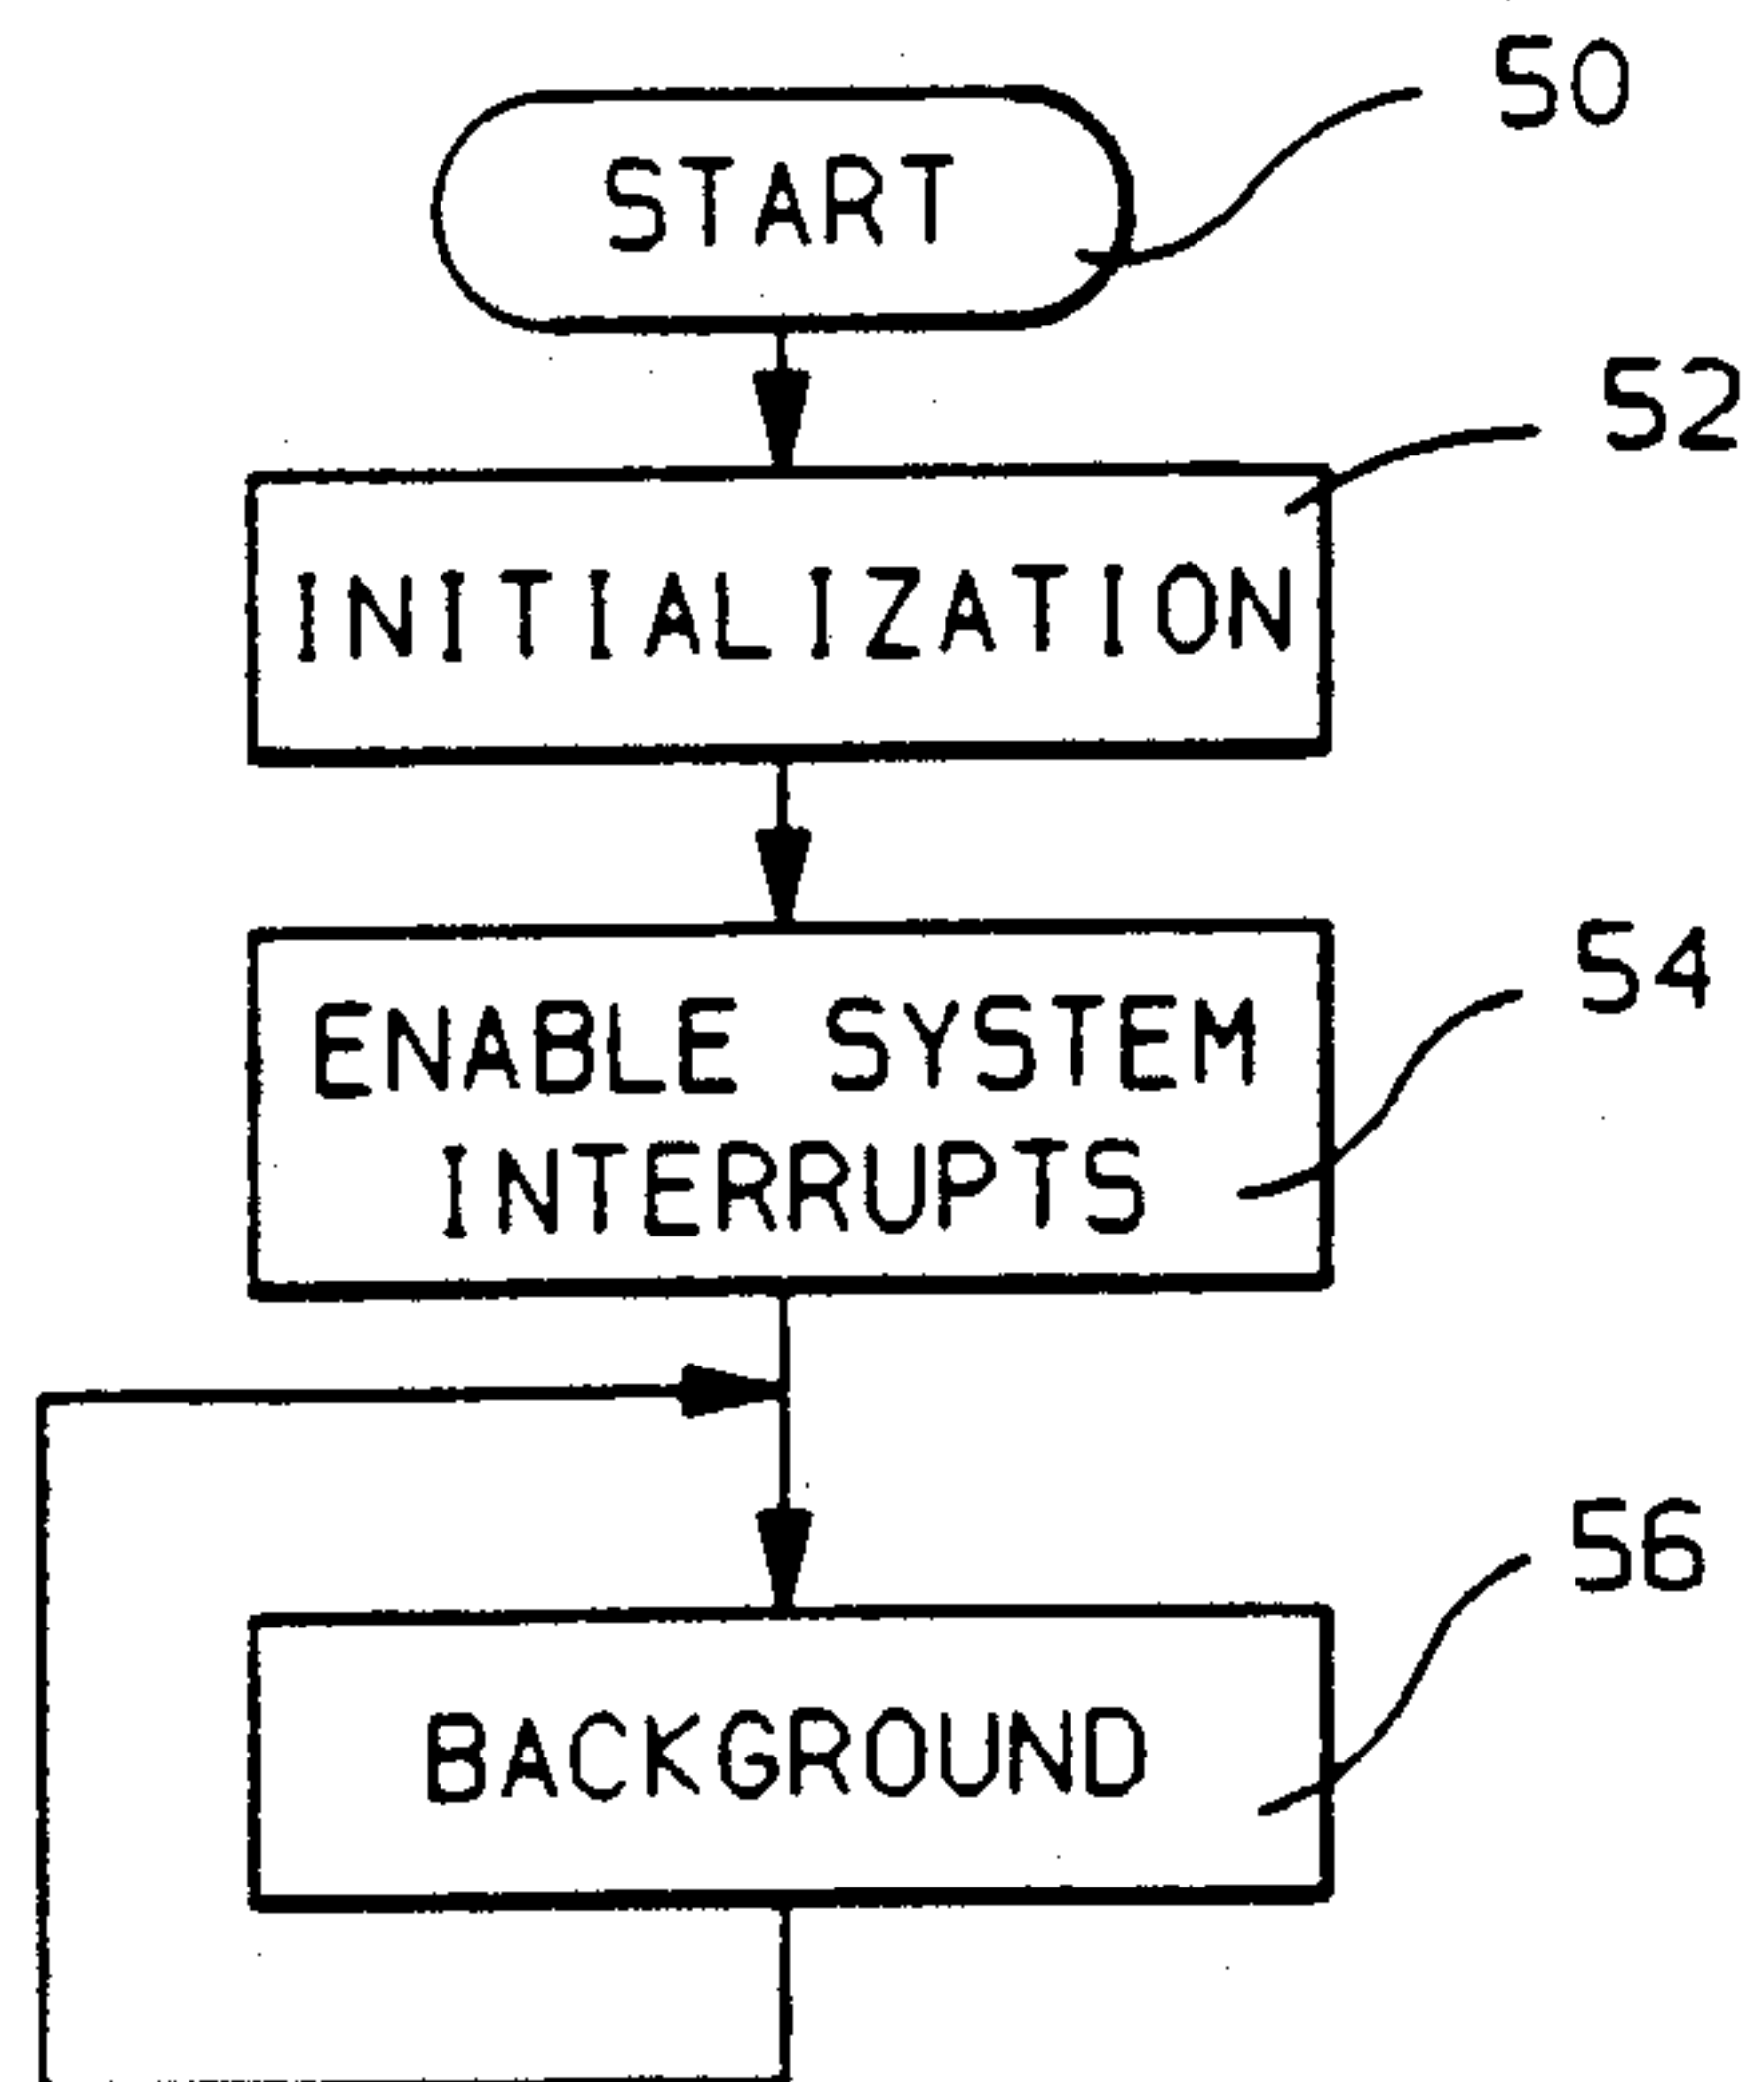 START
50
INITIALIZATION
52
ENABLE SYSTEM
INTERRUPTS
54
BACKGROUND
56